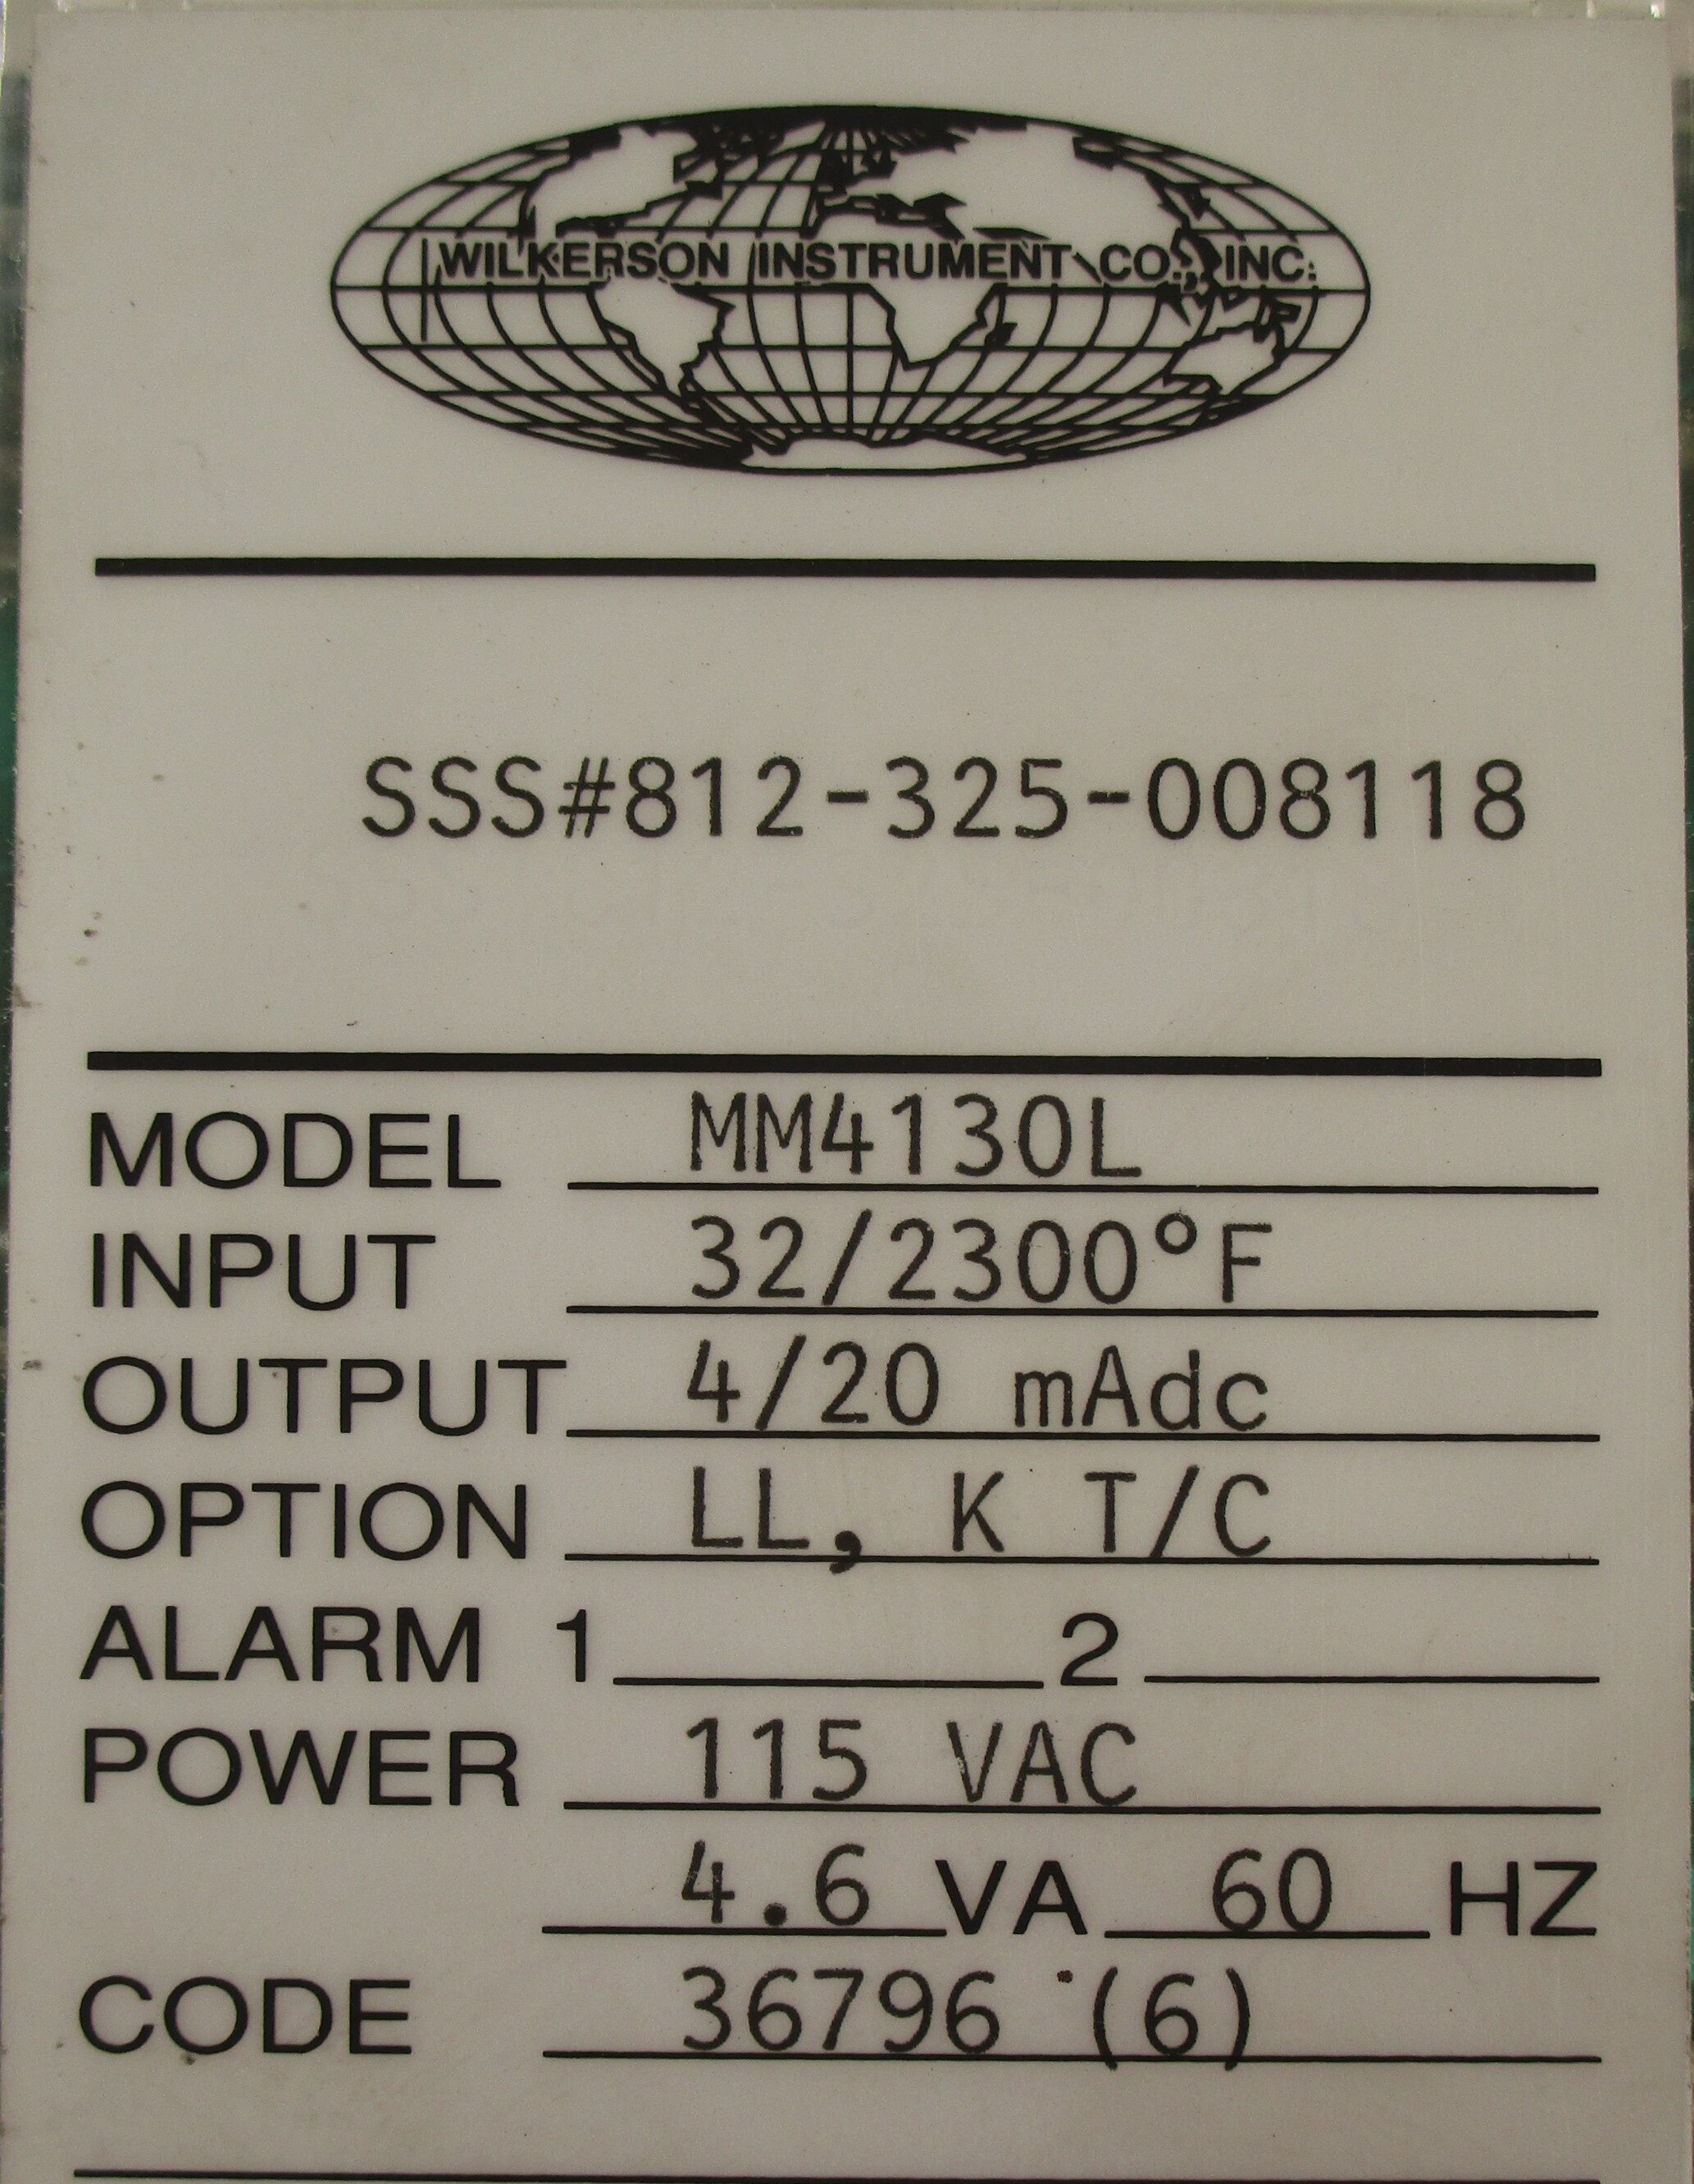 WILKERSON INSTRUMENT CO., INC.
SSS#812-325-008118
MODEL MM4130L
INPUT 32/2300°F
OUTPUT 4/20 mAdc
OPTION LL, K T/C
ALARM 1 2
POWER 115 VAC
4.6 VA 60 HZ
CODE 36796 (6)